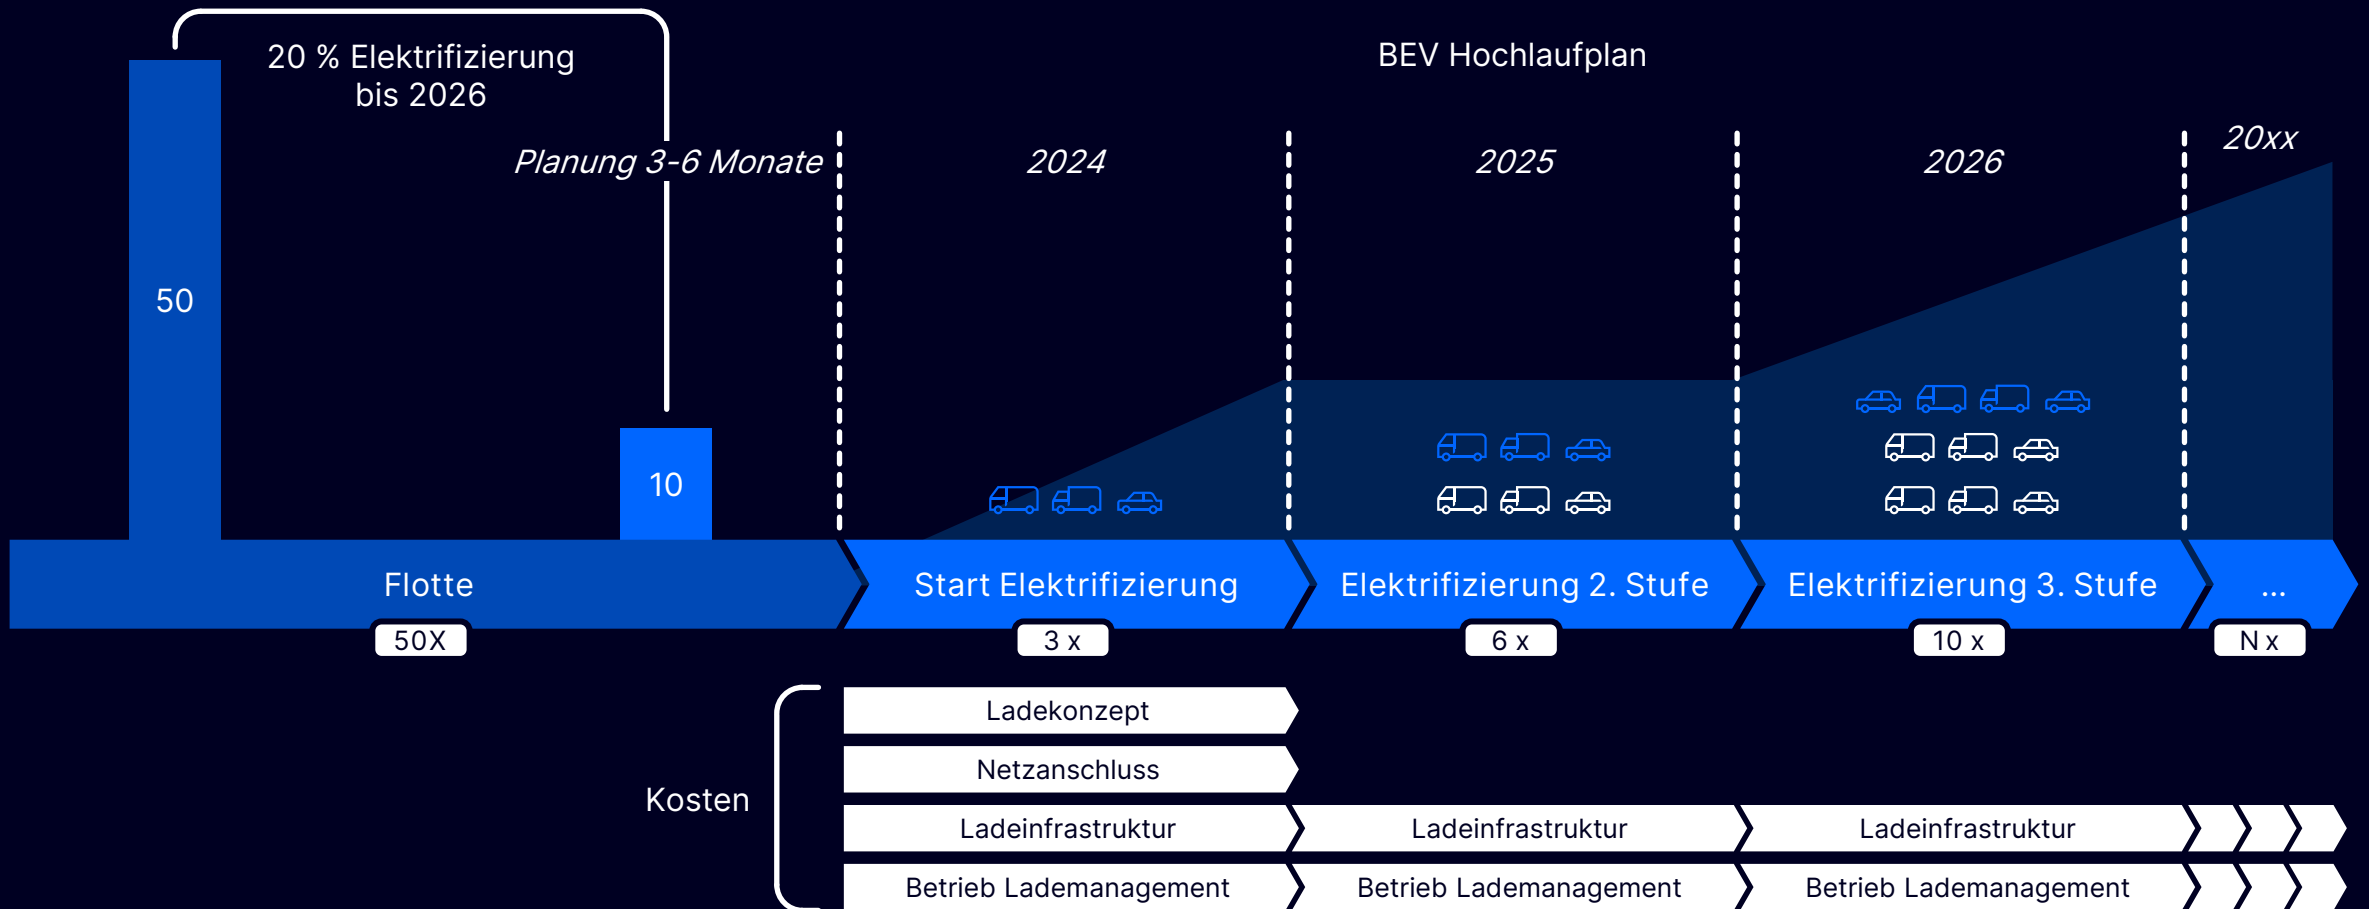 20 % Elektrifizierung
bis 2026
BEV Hochlaufplan
Planung 3-6 Monate
2024
2025
2026
20xx
50
10
Flotte
Start Elektrifizierung
Elektrifizierung 2. Stufe
Elektrifizierung 3. Stufe
...
50X
3 x
6 x
10 x
N x
Kosten
Ladekonzept
Netzanschluss
Ladeinfrastruktur
Ladeinfrastruktur
Ladeinfrastruktur
Betrieb Lademanagement
Betrieb Lademanagement
Betrieb Lademanagement